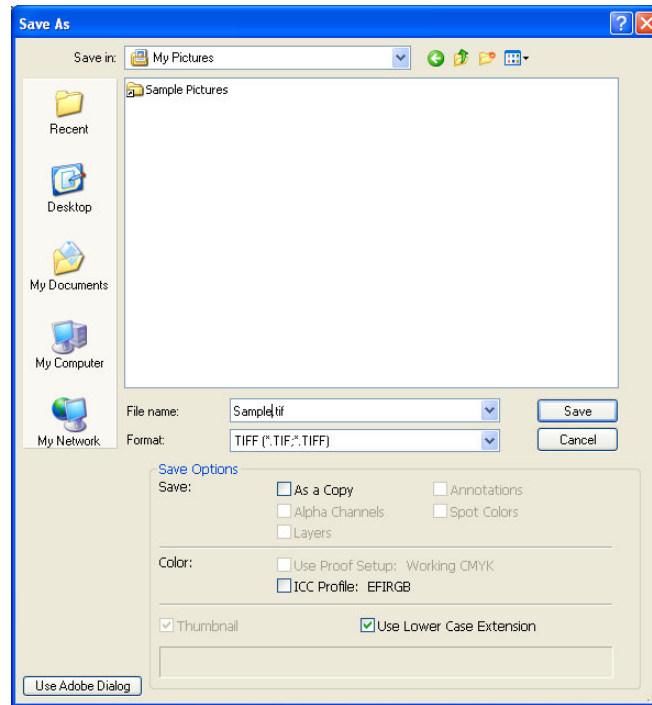 Save As
Save in: My Pictures
Sample Pictures
Recent
Desktop
My Documents
My Computer
My Network
File name: Sample.tif
Save
Format: TIFF (*.TIF;*.TIFF)
Cancel
Save Options
Save: As a Copy Annotations
Alpha Channels Spot Colors
Layers
Color: Use Proof Setup: Working CMYK
ICC Profile: EFIRGB
Thumbnail Use Lower Case Extension
Use Adobe Dialog